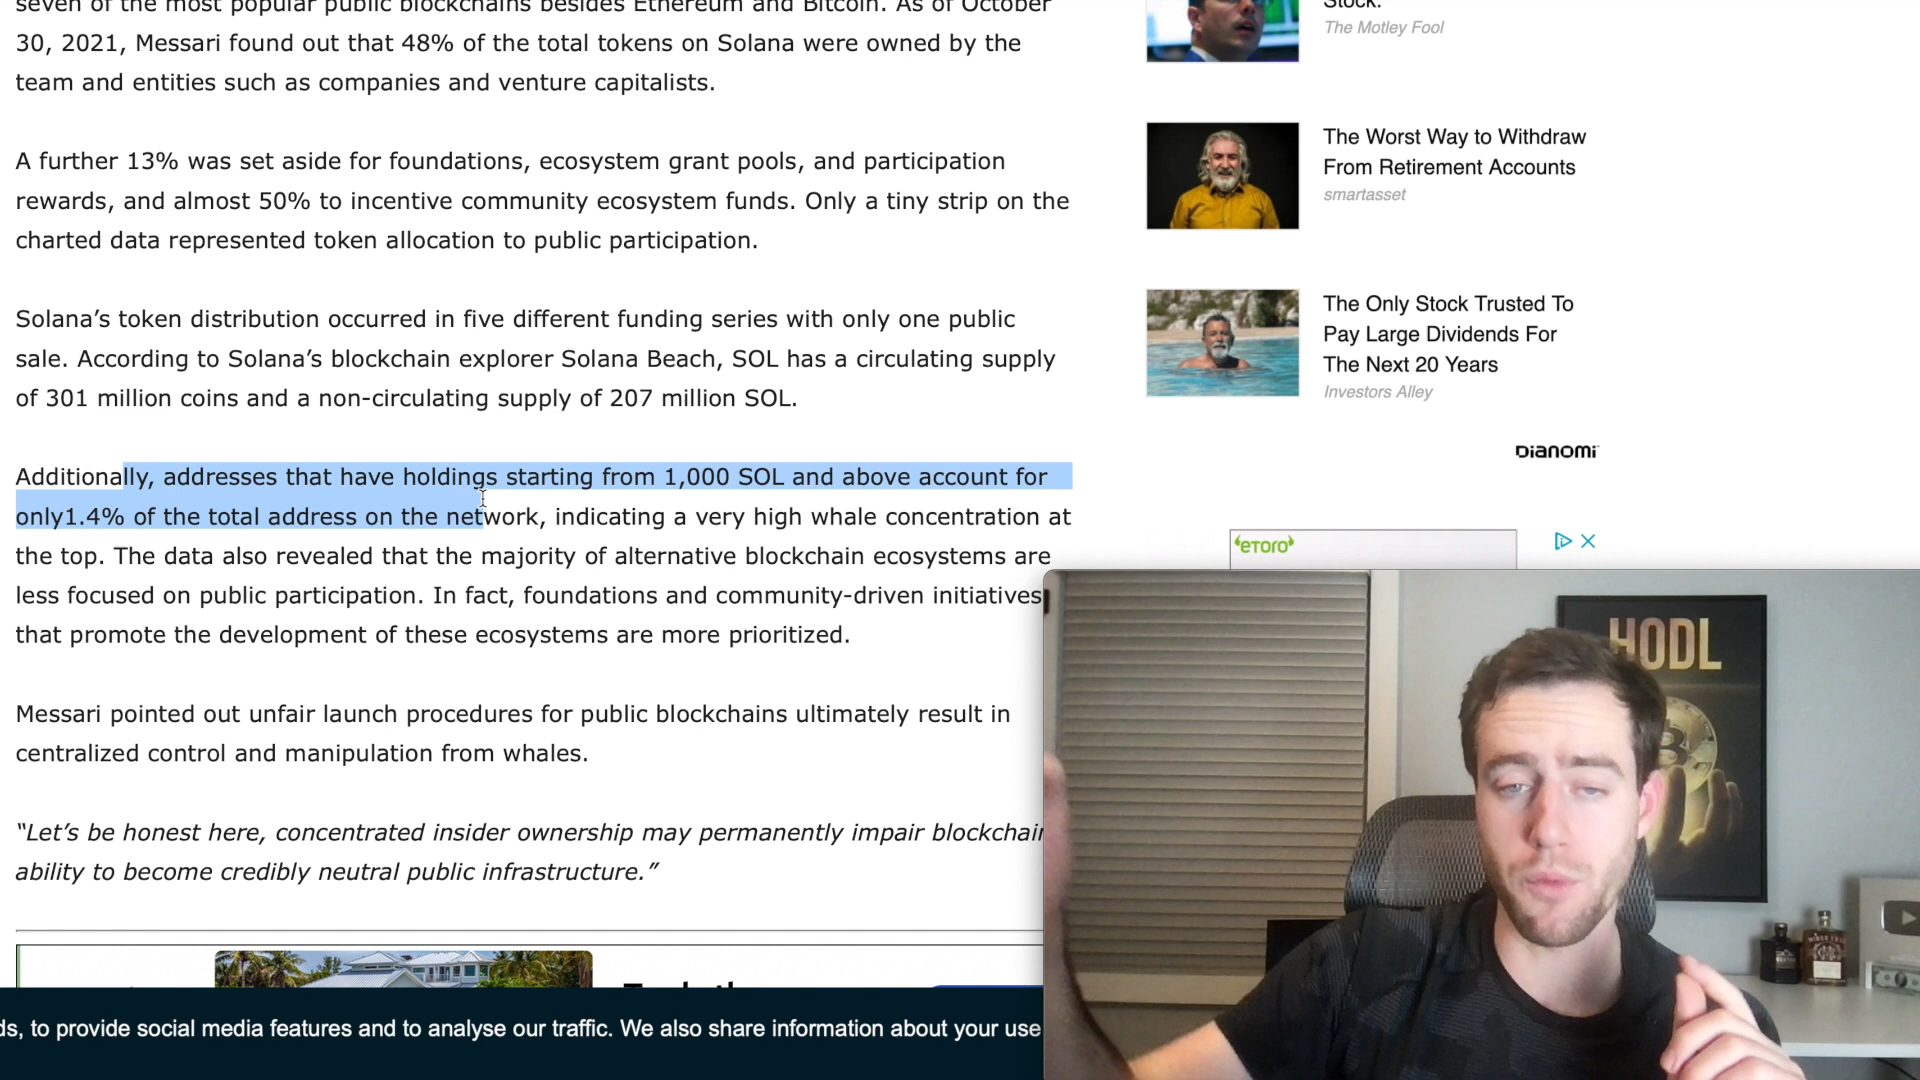 seven of the most popular public blockchains besides Ethereum and Bitcoin. As of October
30, 2021, Messari found out that 48% of the total tokens on Solana were owned by the
team and entities such as companies and venture capitalists.
A further 13% was set aside for foundations, ecosystem grant pools, and participation
rewards, and almost 50% to incentive community ecosystem funds. Only a tiny strip on the
charted data represented token allocation to public participation.
Solana’s token distribution occurred in five different funding series with only one public
sale. According to Solana’s blockchain explorer Solana Beach, SOL has a circulating supply
of 301 million coins and a non-circulating supply of 207 million SOL.
Additionally, addresses that have holdings starting from 1,000 SOL and above account for
only1.4% of the total address on the network, indicating a very high whale concentration at
the top. The data also revealed that the majority of alternative blockchain ecosystems are
less focused on public participation. In fact, foundations and community-driven initiatives
that promote the development of these ecosystems are more prioritized.
Messari pointed out unfair launch procedures for public blockchains ultimately result in
centralized control and manipulation from whales.
“Let’s be honest here, concentrated insider ownership may permanently impair blockchain
ability to become credibly neutral public infrastructure.”
ds, to provide social media features and to analyse our traffic. We also share information about your use
Stock.
The Motley Fool
The Worst Way to Withdraw
From Retirement Accounts
smartasset
The Only Stock Trusted To
Pay Large Dividends For
The Next 20 Years
Investors Alley
DIANOMI
eToro
HODL